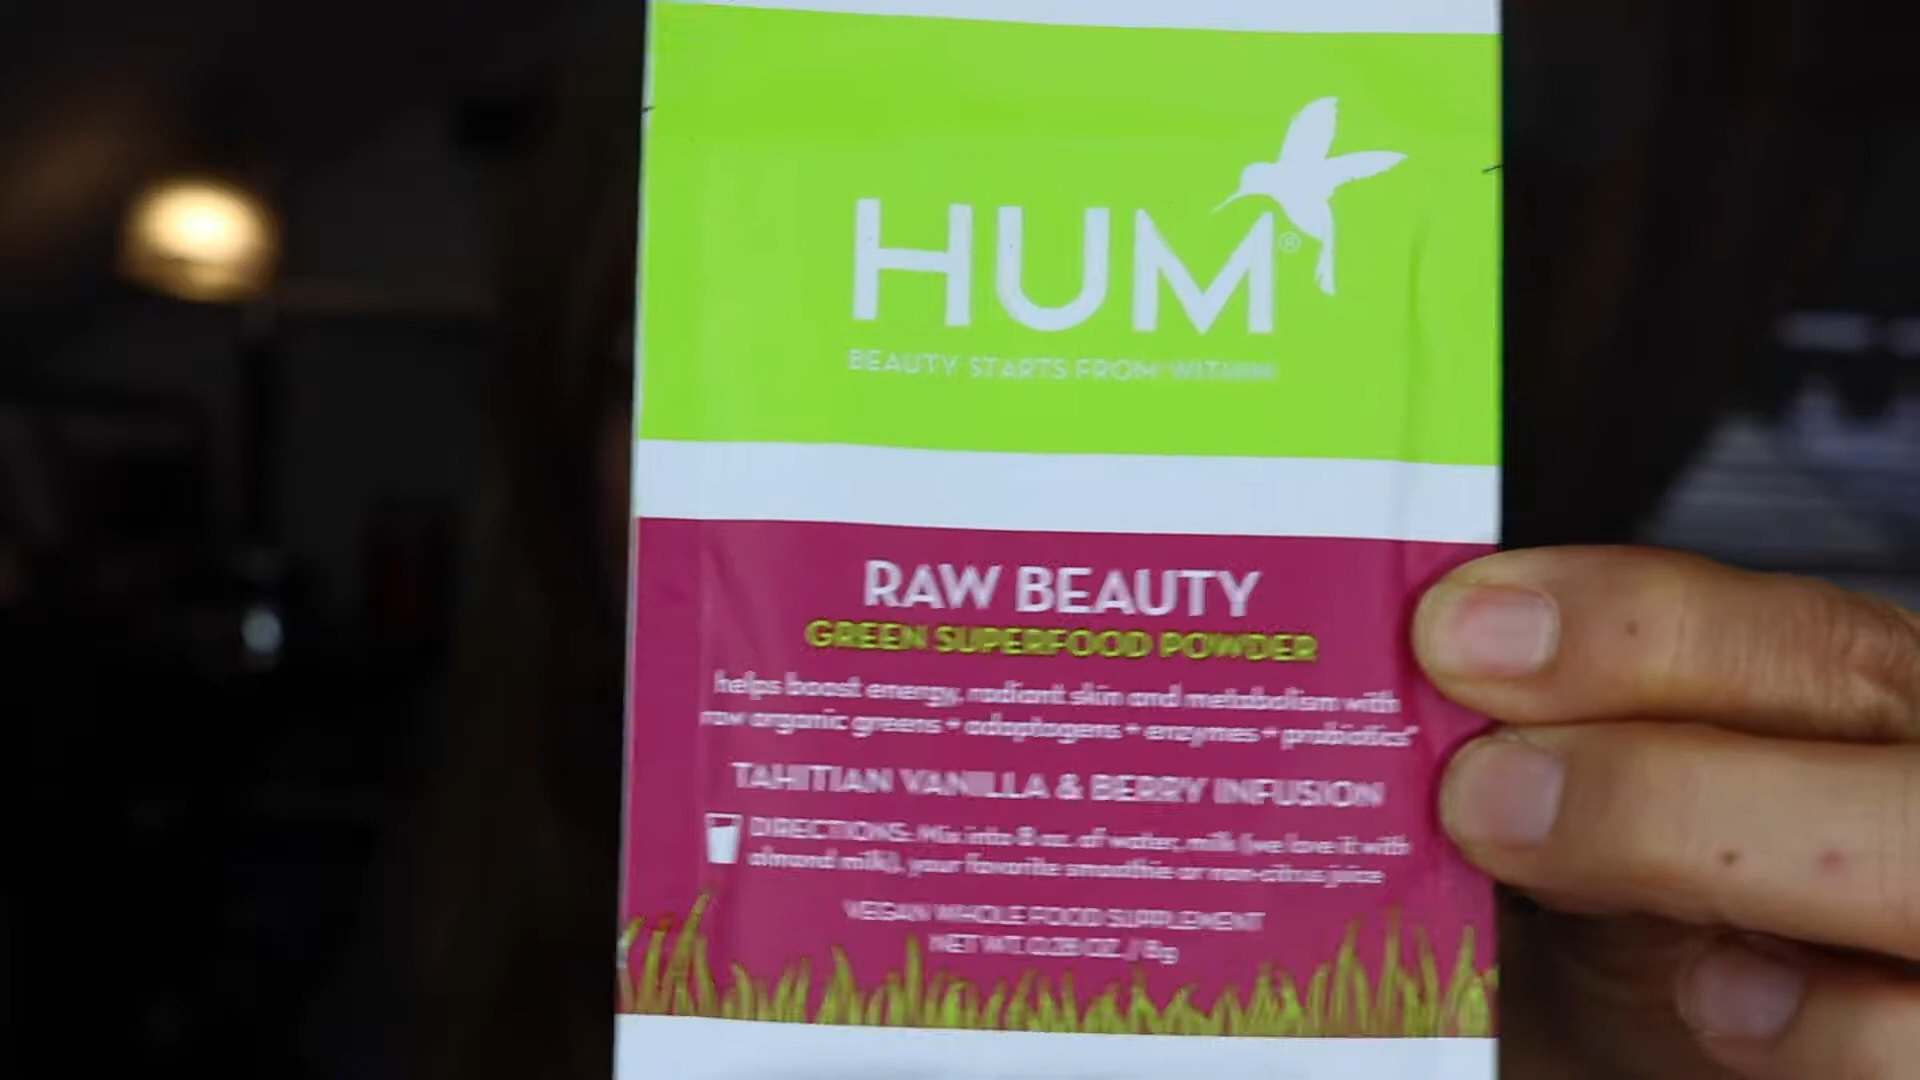 HUM®
BEAUTY STARTS FROM WITHIN
RAW BEAUTY
GREEN SUPERFOOD POWDER
helps boost energy, radiant skin and metabolism with
raw organic greens + adaptogens + enzymes + probiotics*
TAHITIAN VANILLA & BERRY INFUSION
DIRECTIONS: Mix into 8 oz. of water, milk (we love it with
almond milk), your favorite smoothie or non-citrus juice
VEGAN WHOLE FOOD SUPPLEMENT
NET WT. 0.28 OZ. / 8g